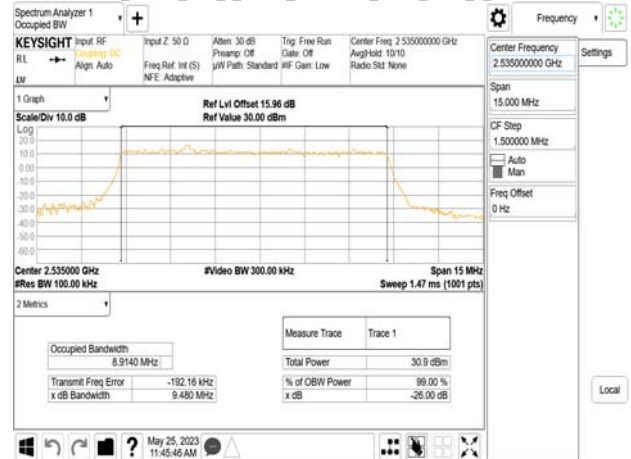 Spectrum Analyzer 1
Occupied BW
Frequency
KEYSIGHT
Input: RF
Coupling: DC
Align: Auto
RL
Input Z: 50 Ω
Freq Ref: Int (S)
NFE: Adaptive
Atten: 30 dB
Preamp: Off
µW Path: Standard
Trig: Free Run
Gate: Off
#IF Gain: Low
Center Freq: 2.535000000 GHz
Avg|Hold: 10/10
Radio Std: None
Center Frequency
2.535000000 GHz
Settings
Span
15.000 MHz
CF Step
1.500000 MHz
Auto
Man
Freq Offset
0 Hz
Local
1 Graph
Scale/Div 10.0 dB
Ref Lvl Offset 15.96 dB
Ref Value 30.00 dBm
Log
20.0
10.0
0.00
-10.0
-20.0
-30.0
-40.0
-50.0
-60.0
Center 2.535000 GHz
#Res BW 100.00 kHz
#Video BW 300.00 kHz
Span 15 MHz
Sweep 1.47 ms (1001 pts)
2 Metrics
Measure Trace Trace 1
Occupied Bandwidth
8.9140 MHz
Total Power 30.9 dBm
Transmit Freq Error -192.16 kHz
% of OBW Power 99.00 %
x dB Bandwidth 9.480 MHz
x dB -26.00 dB
May 25, 2023
11:45:46 AM